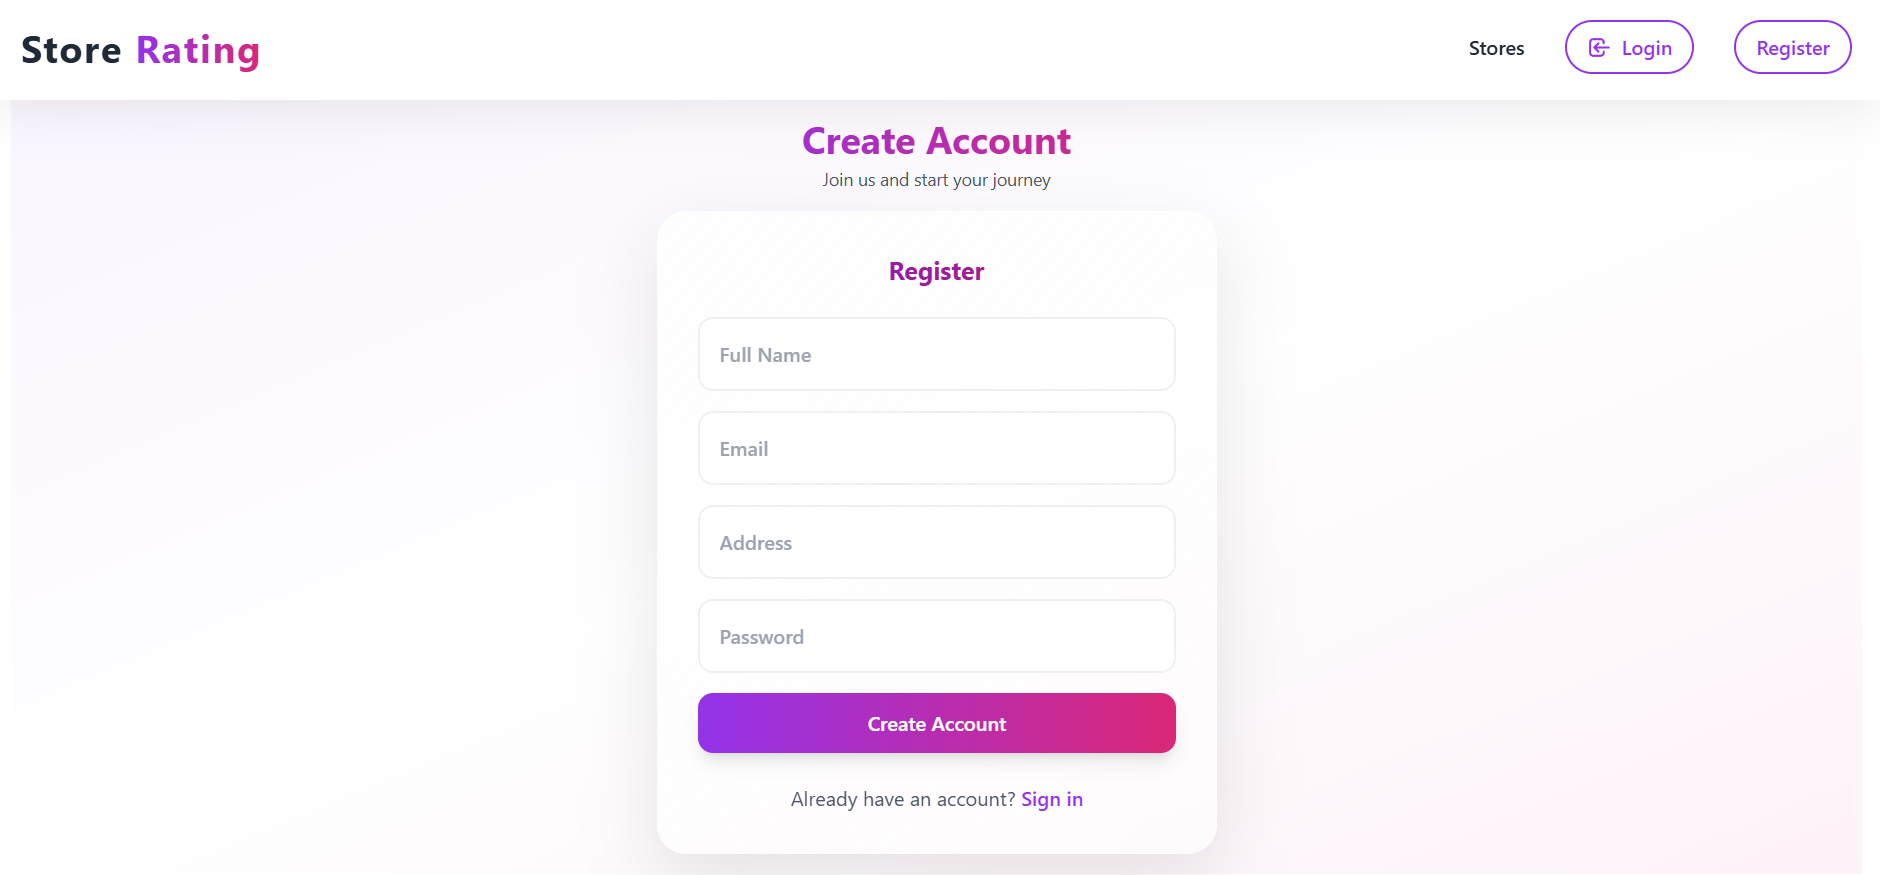 Store Rating
Stores
Login
Register
Create Account
Join us and start your journey
Register
Full Name
Email
Address
Password
Create Account
Already have an account? Sign in